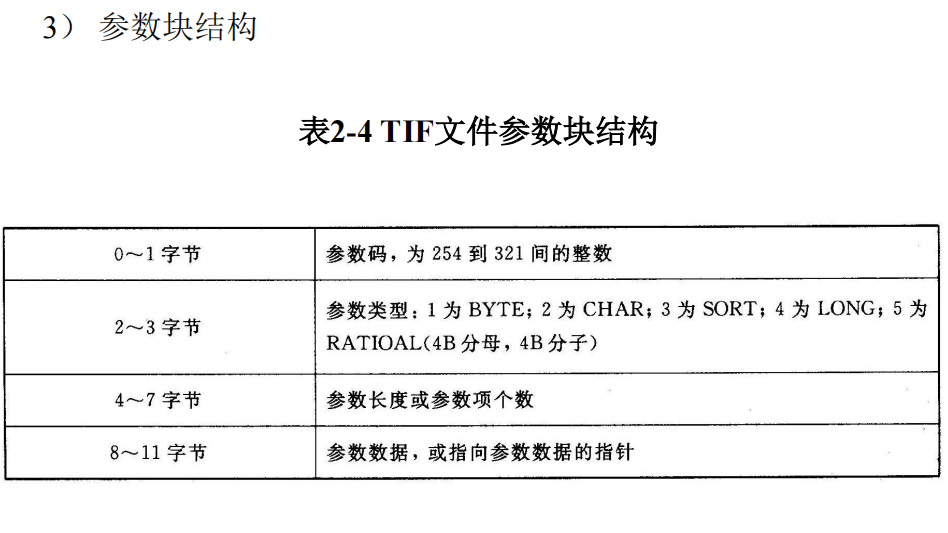 3） 参数块结构
表2-4 TIF文件参数块结构
0～1 字节
参数码，为 254 到 321 间的整数
2～3 字节
参数类型：1 为 BYTE；2 为 CHAR；3 为 SORT；4 为 LONG；5 为
RATIOAL(4B 分母，4B 分子)
4～7 字节
参数长度或参数项个数
8～11 字节
参数数据，或指向参数数据的指针